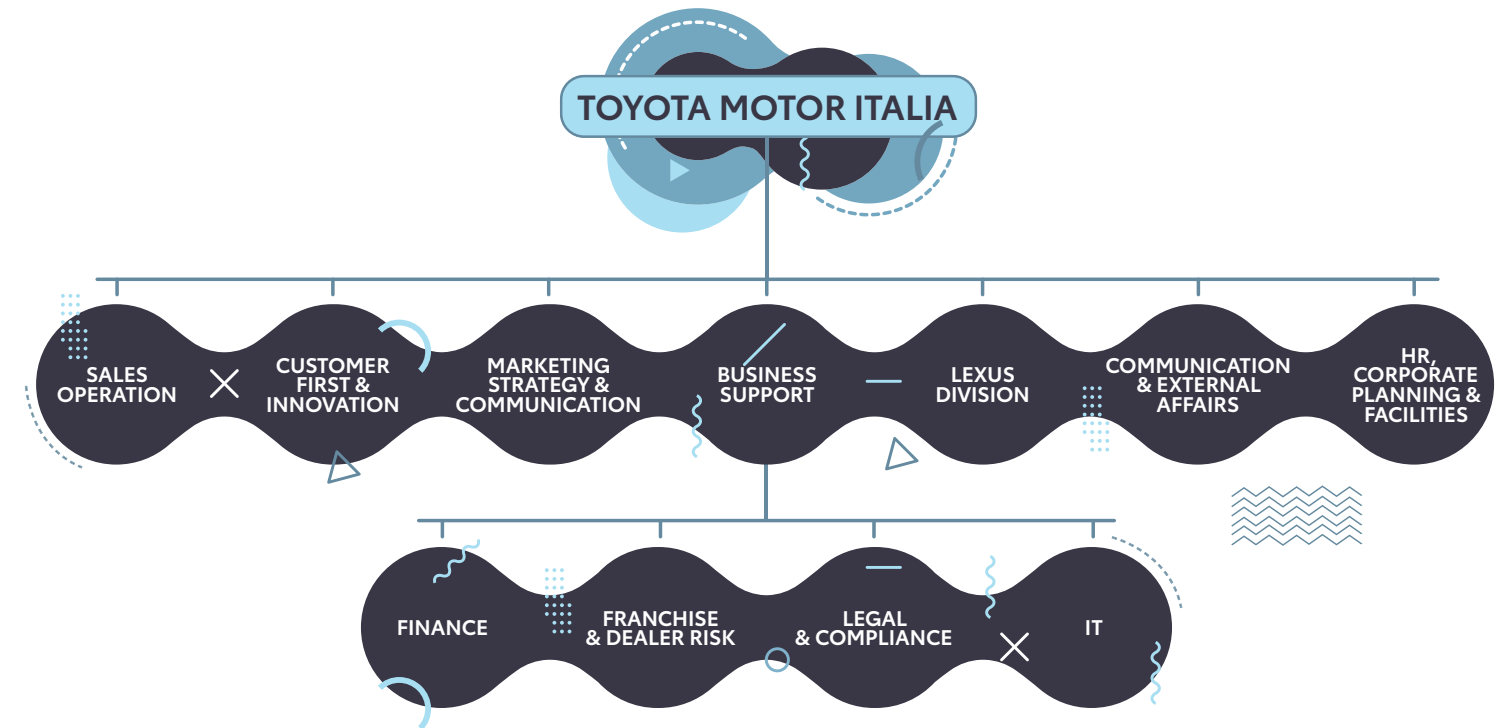 TOYOTA MOTOR ITALIA
SALES
OPERATION
CUSTOMER
FIRST &
INNOVATION
MARKETING
STRATEGY &
COMMUNICATION
BUSINESS
SUPPORT
LEXUS
DIVISION
COMMUNICATION
& EXTERNAL
AFFAIRS
HR,
CORPORATE
PLANNING &
FACILITIES
FINANCE
FRANCHISE
& DEALER RISK
LEGAL
& COMPLIANCE
IT